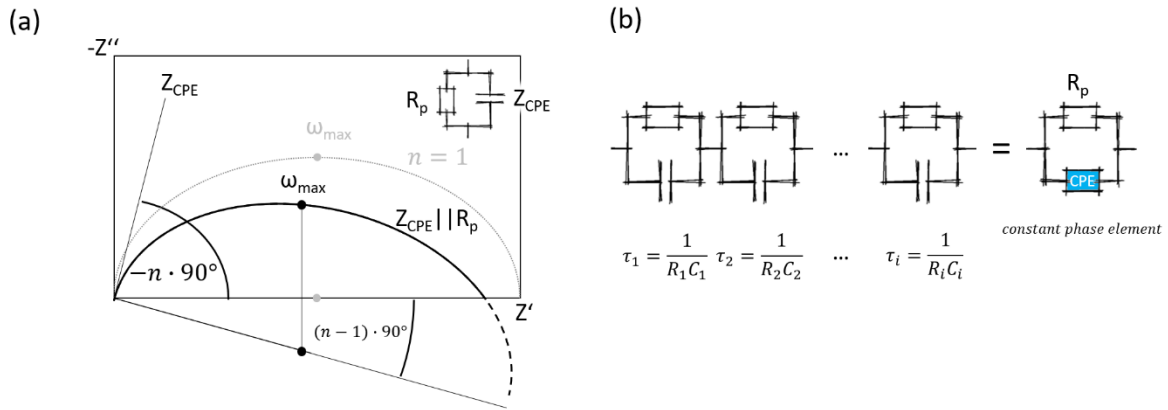 (a)
-Z′′
Z_CPE
R_p
Z_CPE
ω_max
n = 1
ω_max
Z_CPE||R_p
−n · 90°
Z′
(n − 1) · 90°
(b)
R_p
... =
CPE
constant phase element
τ_1 = 1/(R_1C_1) τ_2 = 1/(R_2C_2) ... τ_i = 1/(R_iC_i)